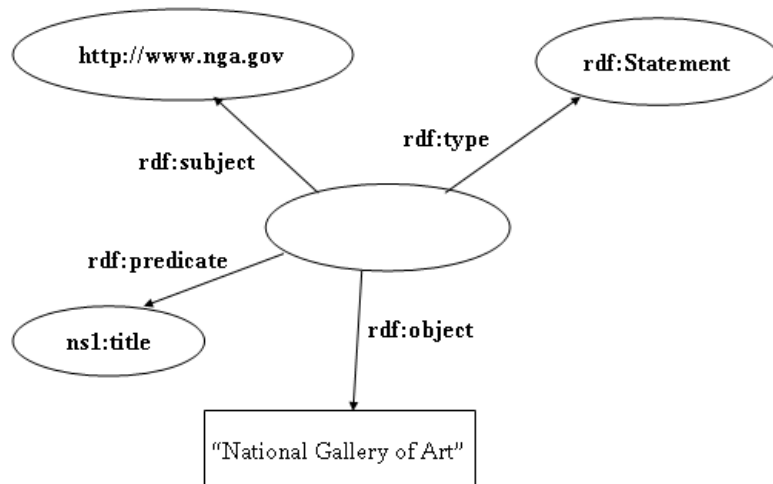 http://www.nga.gov
rdf:Statement
rdf:type
rdf:subject
rdf:predicate
ns1:title
rdf:object
“National Gallery of Art”